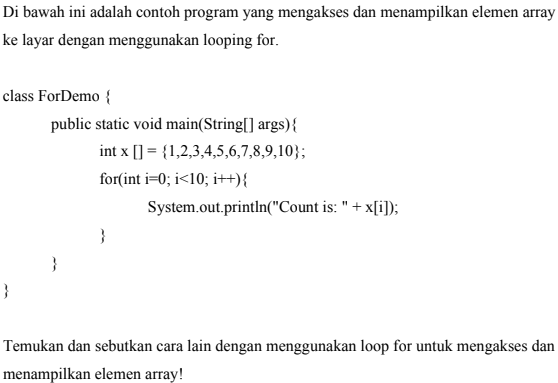 Di bawah ini adalah contoh program yang mengakses dan menampilkan elemen array
ke layar dengan menggunakan looping for.
class ForDemo {
public static void main(String[] args){
int x [] = {1,2,3,4,5,6,7,8,9,10};
for(int i=0; i<10; i++){
System.out.println("Count is: " + x[i]);
}
}
}
Temukan dan sebutkan cara lain dengan menggunakan loop for untuk mengakses dan
menampilkan elemen array!